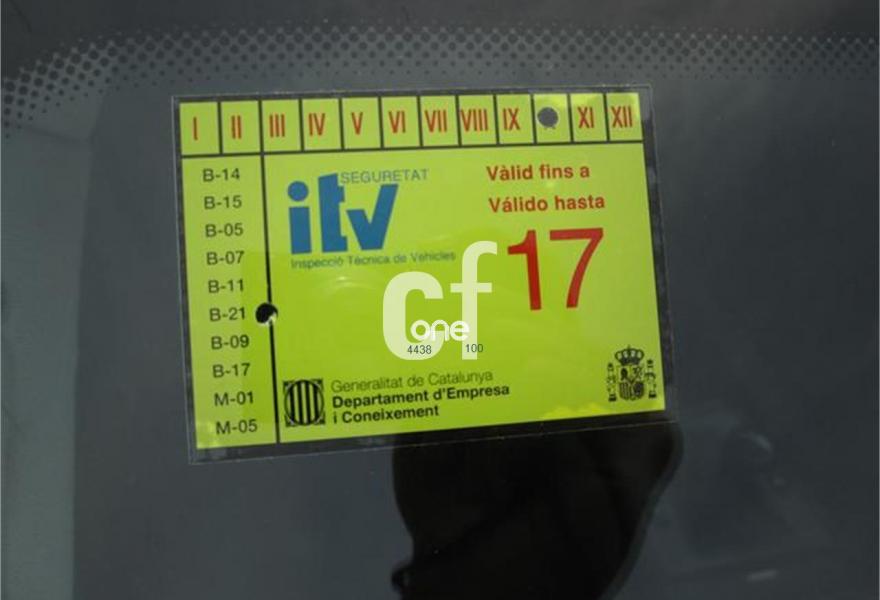 I II III IV V VI VII VIII IX XI XII
B-14
B-15
B-05
B-07
B-11
B-21
B-09
B-17
M-01
M-05
SEGURETAT
itv
Inspecció Tècnica de Vehicles
Vàlid fins a
Válido hasta
17
cf
one
4438 100
Generalitat de Catalunya
Departament d'Empresa
i Coneixement